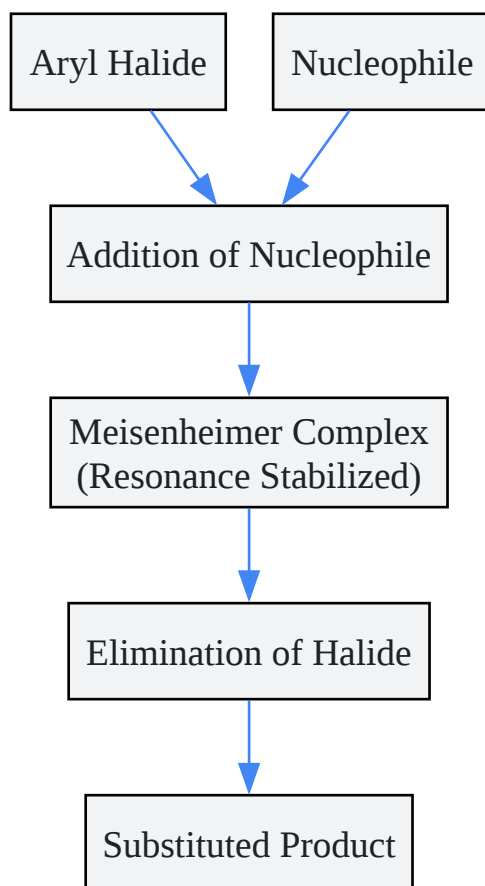 Aryl Halide
Nucleophile
Addition of Nucleophile
Meisenheimer Complex
(Resonance Stabilized)
Elimination of Halide
Substituted Product